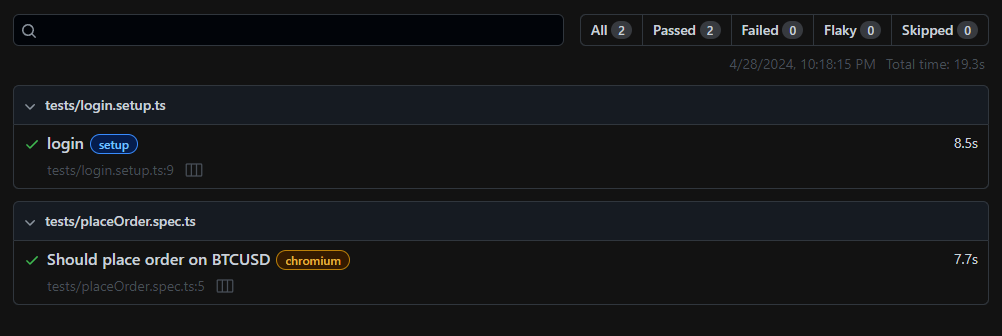 All 2 Passed 2 Failed 0 Flaky 0 Skipped 0
4/28/2024, 10:18:15 PM Total time: 19.3s
tests/login.setup.ts
login setup 8.5s
tests/login.setup.ts:9
tests/placeOrder.spec.ts
Should place order on BTCUSD chromium 7.7s
tests/placeOrder.spec.ts:5